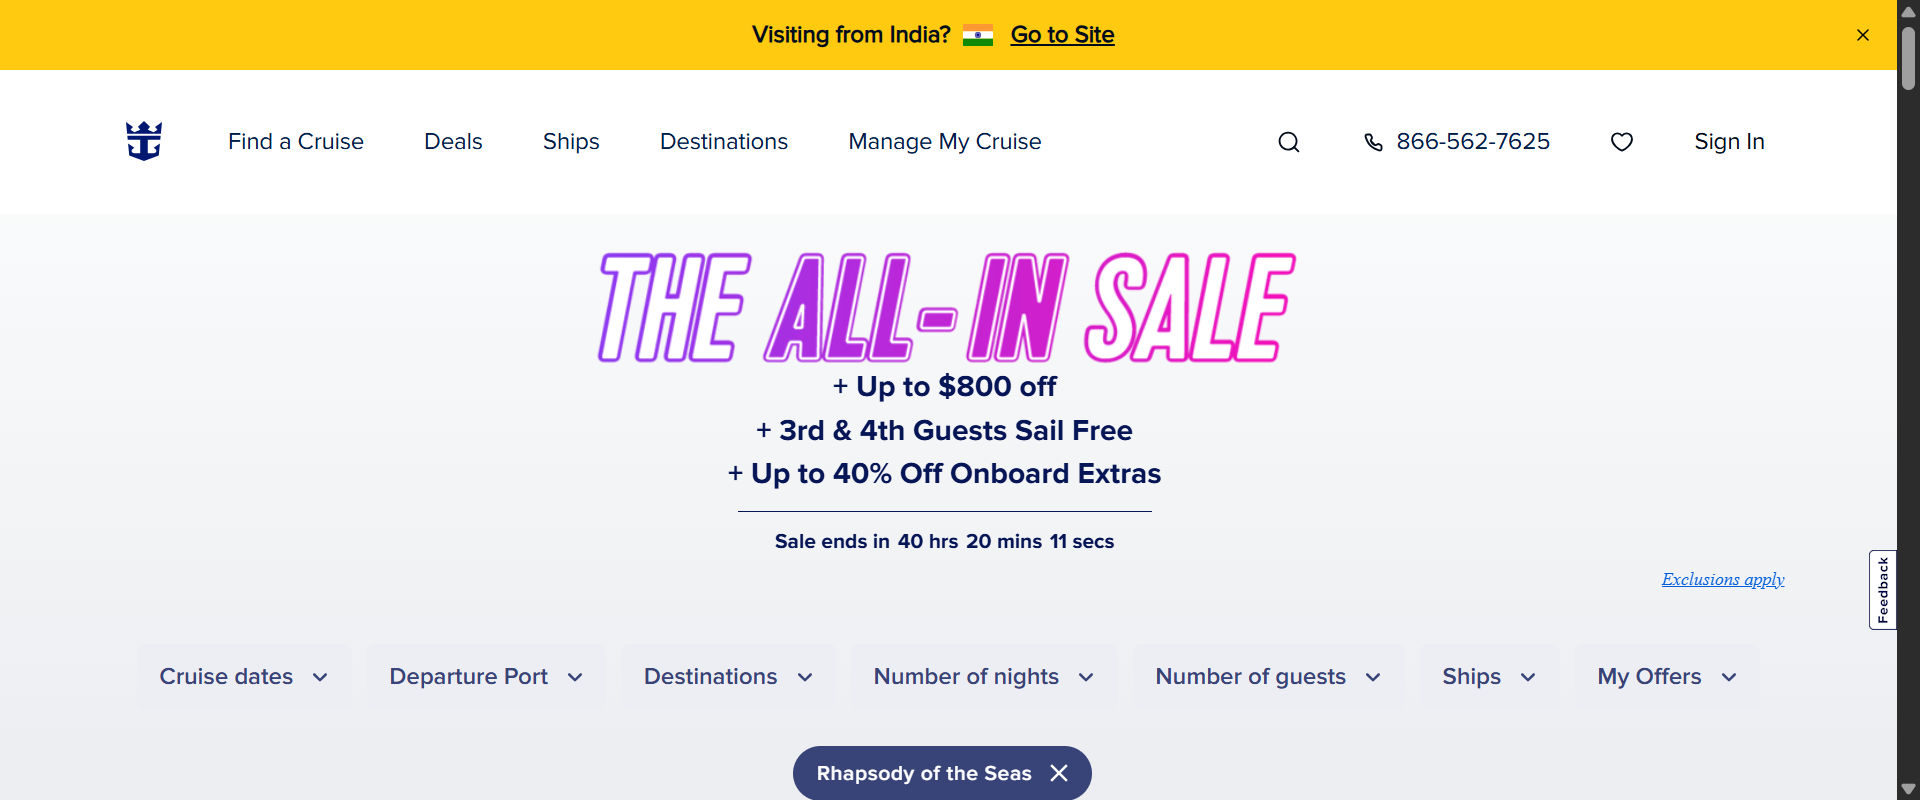 Visiting from India? Go to Site
Find a Cruise Deals Ships Destinations Manage My Cruise 866-562-7625 Sign In
THE ALL-IN SALE
+ Up to $800 off
+ 3rd & 4th Guests Sail Free
+ Up to 40% Off Onboard Extras
Sale ends in 40 hrs 20 mins 11 secs
Exclusions apply
Feedback
Cruise dates Departure Port Destinations Number of nights Number of guests Ships My Offers
Rhapsody of the Seas